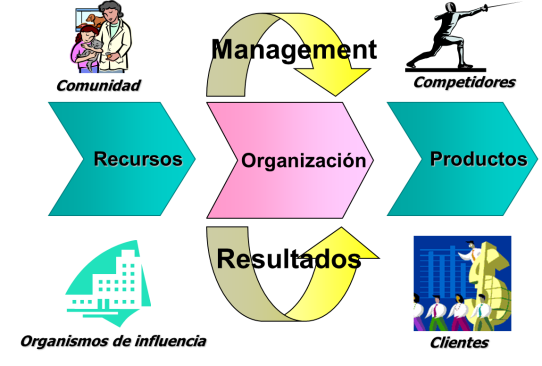 Management
Comunidad
Competidores
Recursos
Organización
Productos
Resultados
Organismos de influencia
Clientes